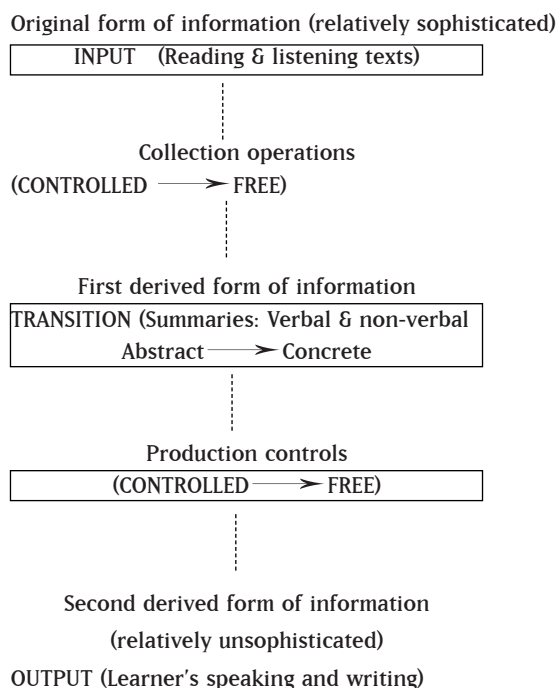 Original form of information (relatively sophisticated)
INPUT (Reading & listening texts)
Collection operations
(CONTROLLED → FREE)
First derived form of information
TRANSITION (Summaries: Verbal & non-verbal
Abstract → Concrete
Production controls
(CONTROLLED → FREE)
Second derived form of information
(relatively unsophisticated)
OUTPUT (Learner's speaking and writing)